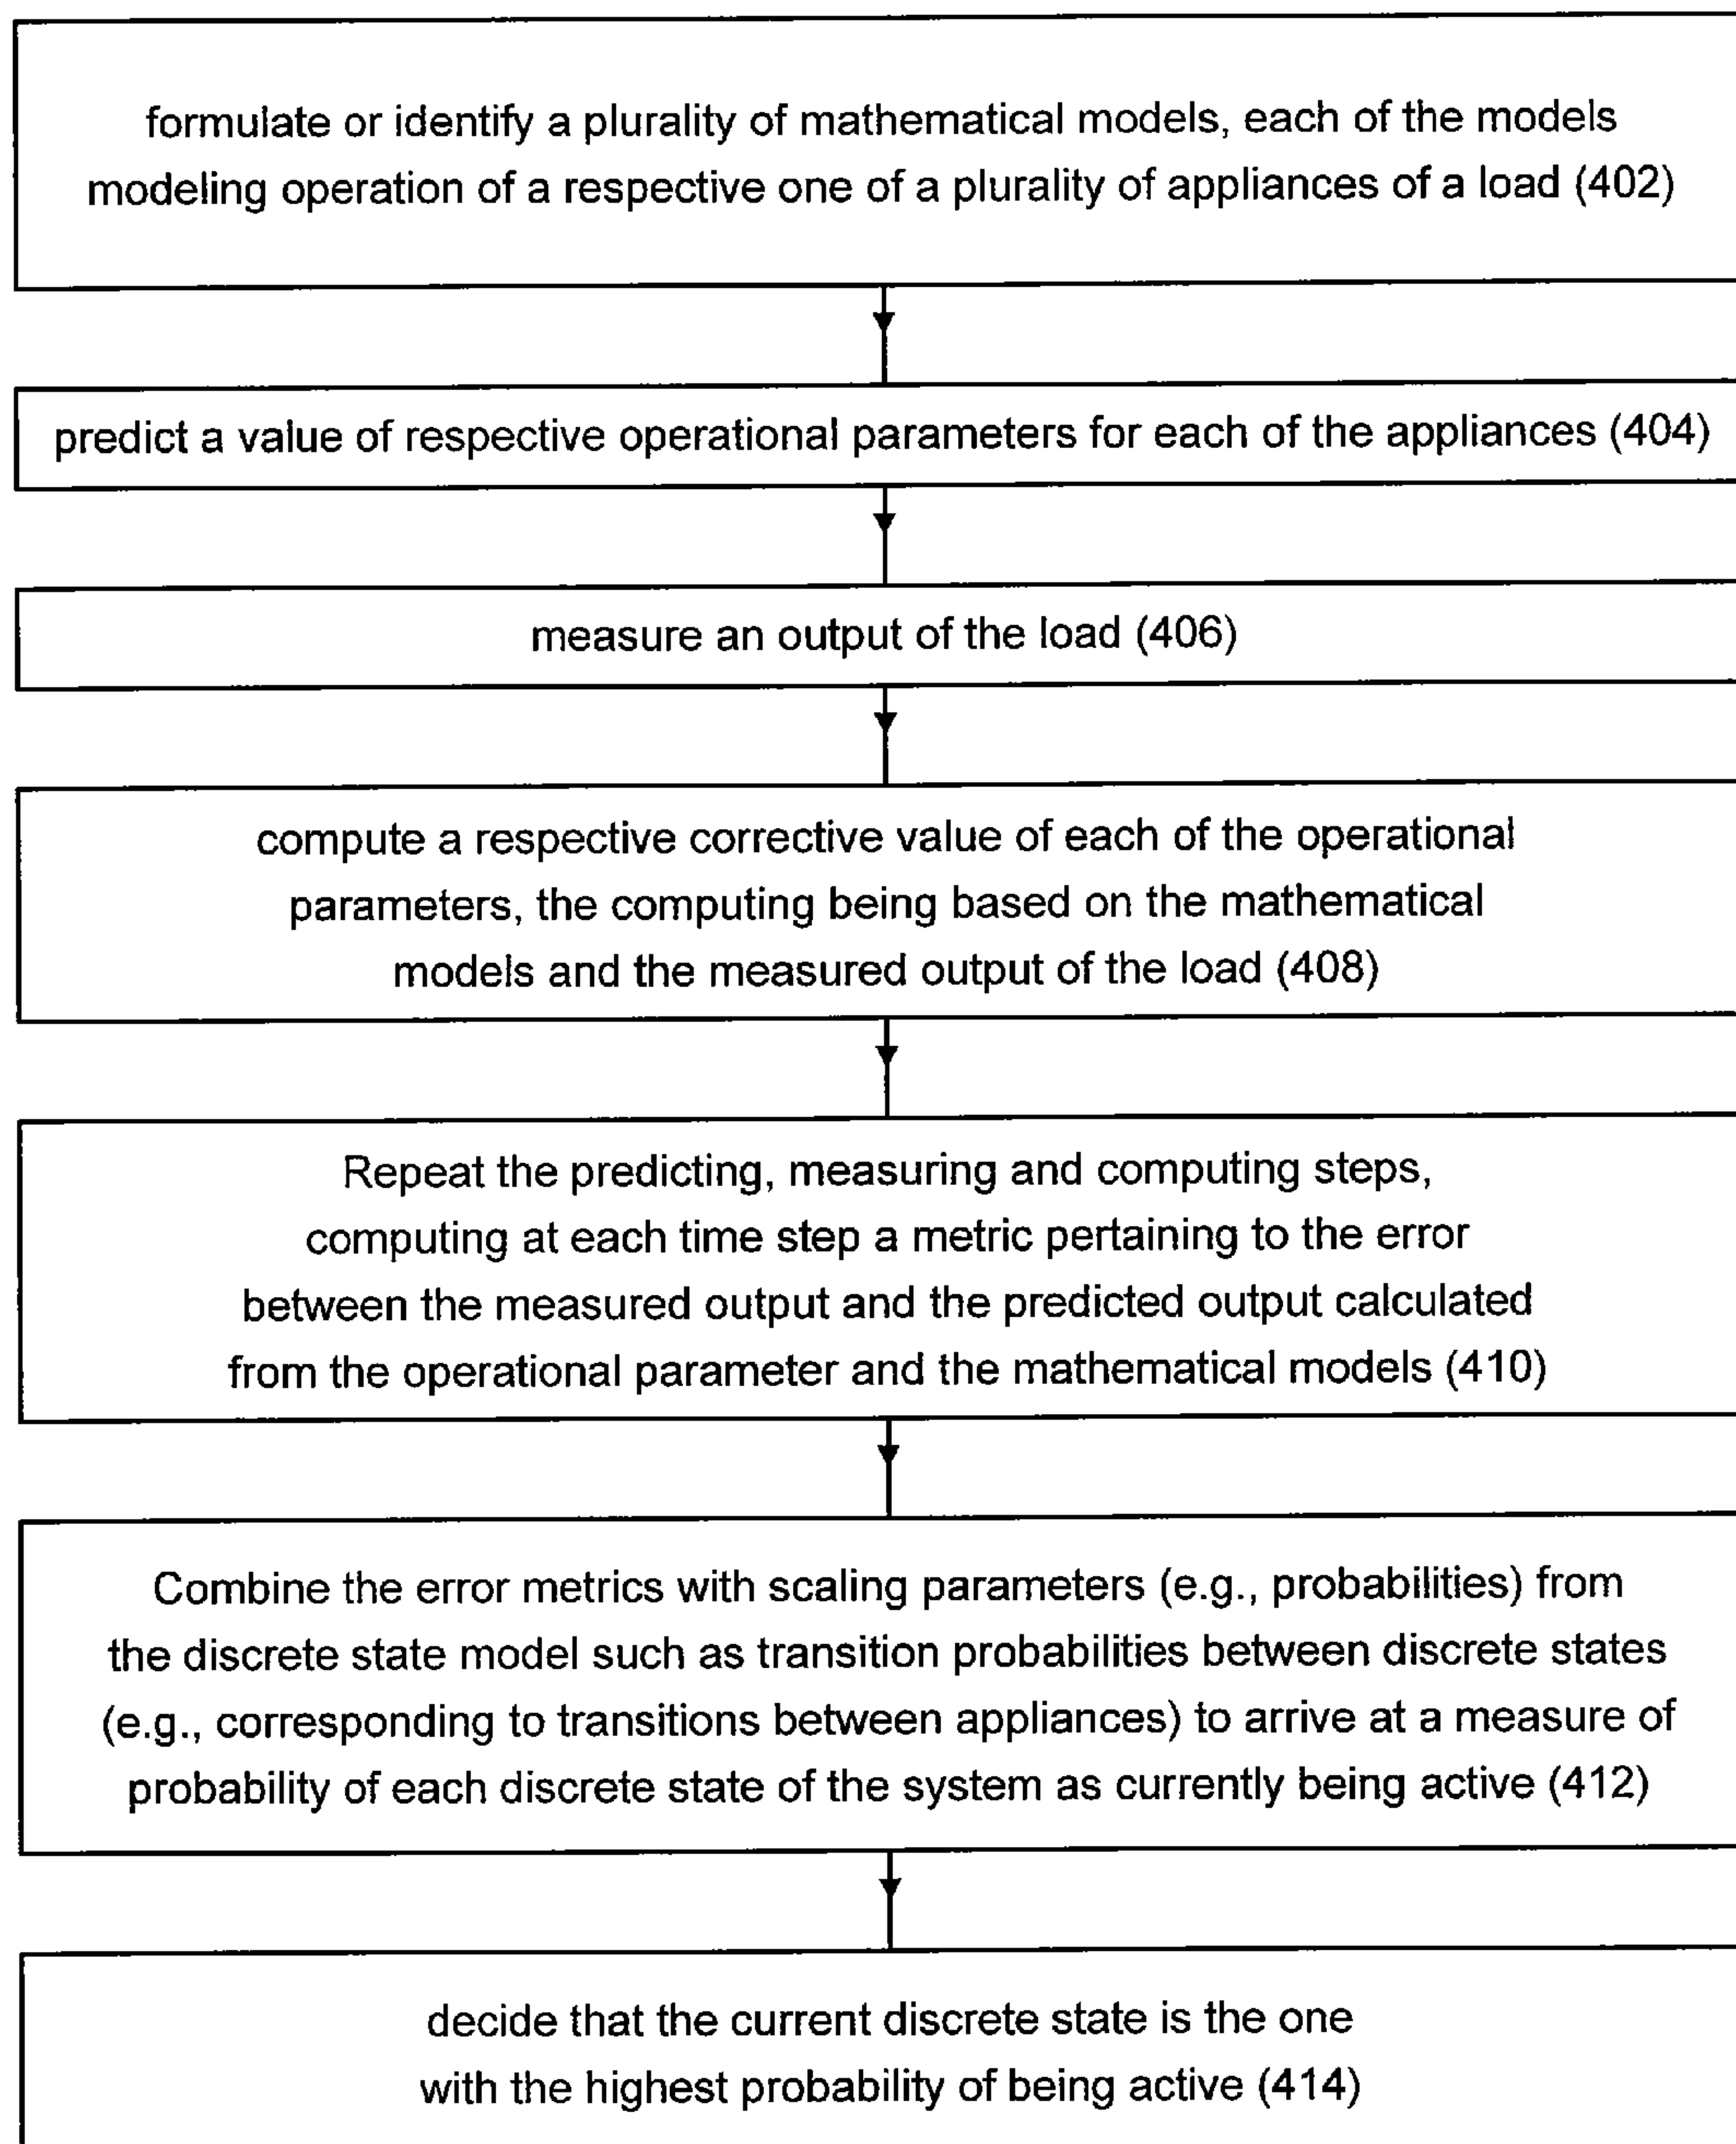 formulate or identify a plurality of mathematical models, each of the models
modeling operation of a respective one of a plurality of appliances of a load (402)
predict a value of respective operational parameters for each of the appliances (404)
measure an output of the load (406)
compute a respective corrective value of each of the operational
parameters, the computing being based on the mathematical
models and the measured output of the load (408)
Repeat the predicting, measuring and computing steps,
computing at each time step a metric pertaining to the error
between the measured output and the predicted output calculated
from the operational parameter and the mathematical models (410)
Combine the error metrics with scaling parameters (e.g., probabilities) from
the discrete state model such as transition probabilities between discrete states
(e.g., corresponding to transitions between appliances) to arrive at a measure of
probability of each discrete state of the system as currently being active (412)
decide that the current discrete state is the one
with the highest probability of being active (414)